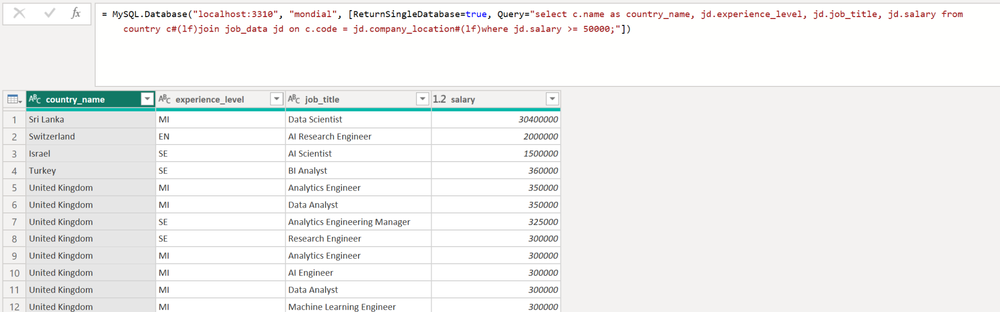 fx = MySQL.Database("localhost:3310", "mondial", [ReturnSingleDatabase=true, Query="select c.name as country_name, jd.experience_level, jd.job_title, jd.salary from
country c#(lf)join job_data jd on c.code = jd.company_location#(lf)where jd.salary >= 50000;"])
ABC country_name ABC experience_level ABC job_title 1.2 salary
1 Sri Lanka MI Data Scientist 30400000
2 Switzerland EN AI Research Engineer 2000000
3 Israel SE AI Scientist 1500000
4 Turkey SE BI Analyst 360000
5 United Kingdom MI Analytics Engineer 350000
6 United Kingdom MI Data Analyst 350000
7 United Kingdom SE Analytics Engineering Manager 325000
8 United Kingdom SE Research Engineer 300000
9 United Kingdom MI Analytics Engineer 300000
10 United Kingdom MI AI Engineer 300000
11 United Kingdom MI Data Analyst 300000
12 United Kingdom MI Machine Learning Engineer 300000